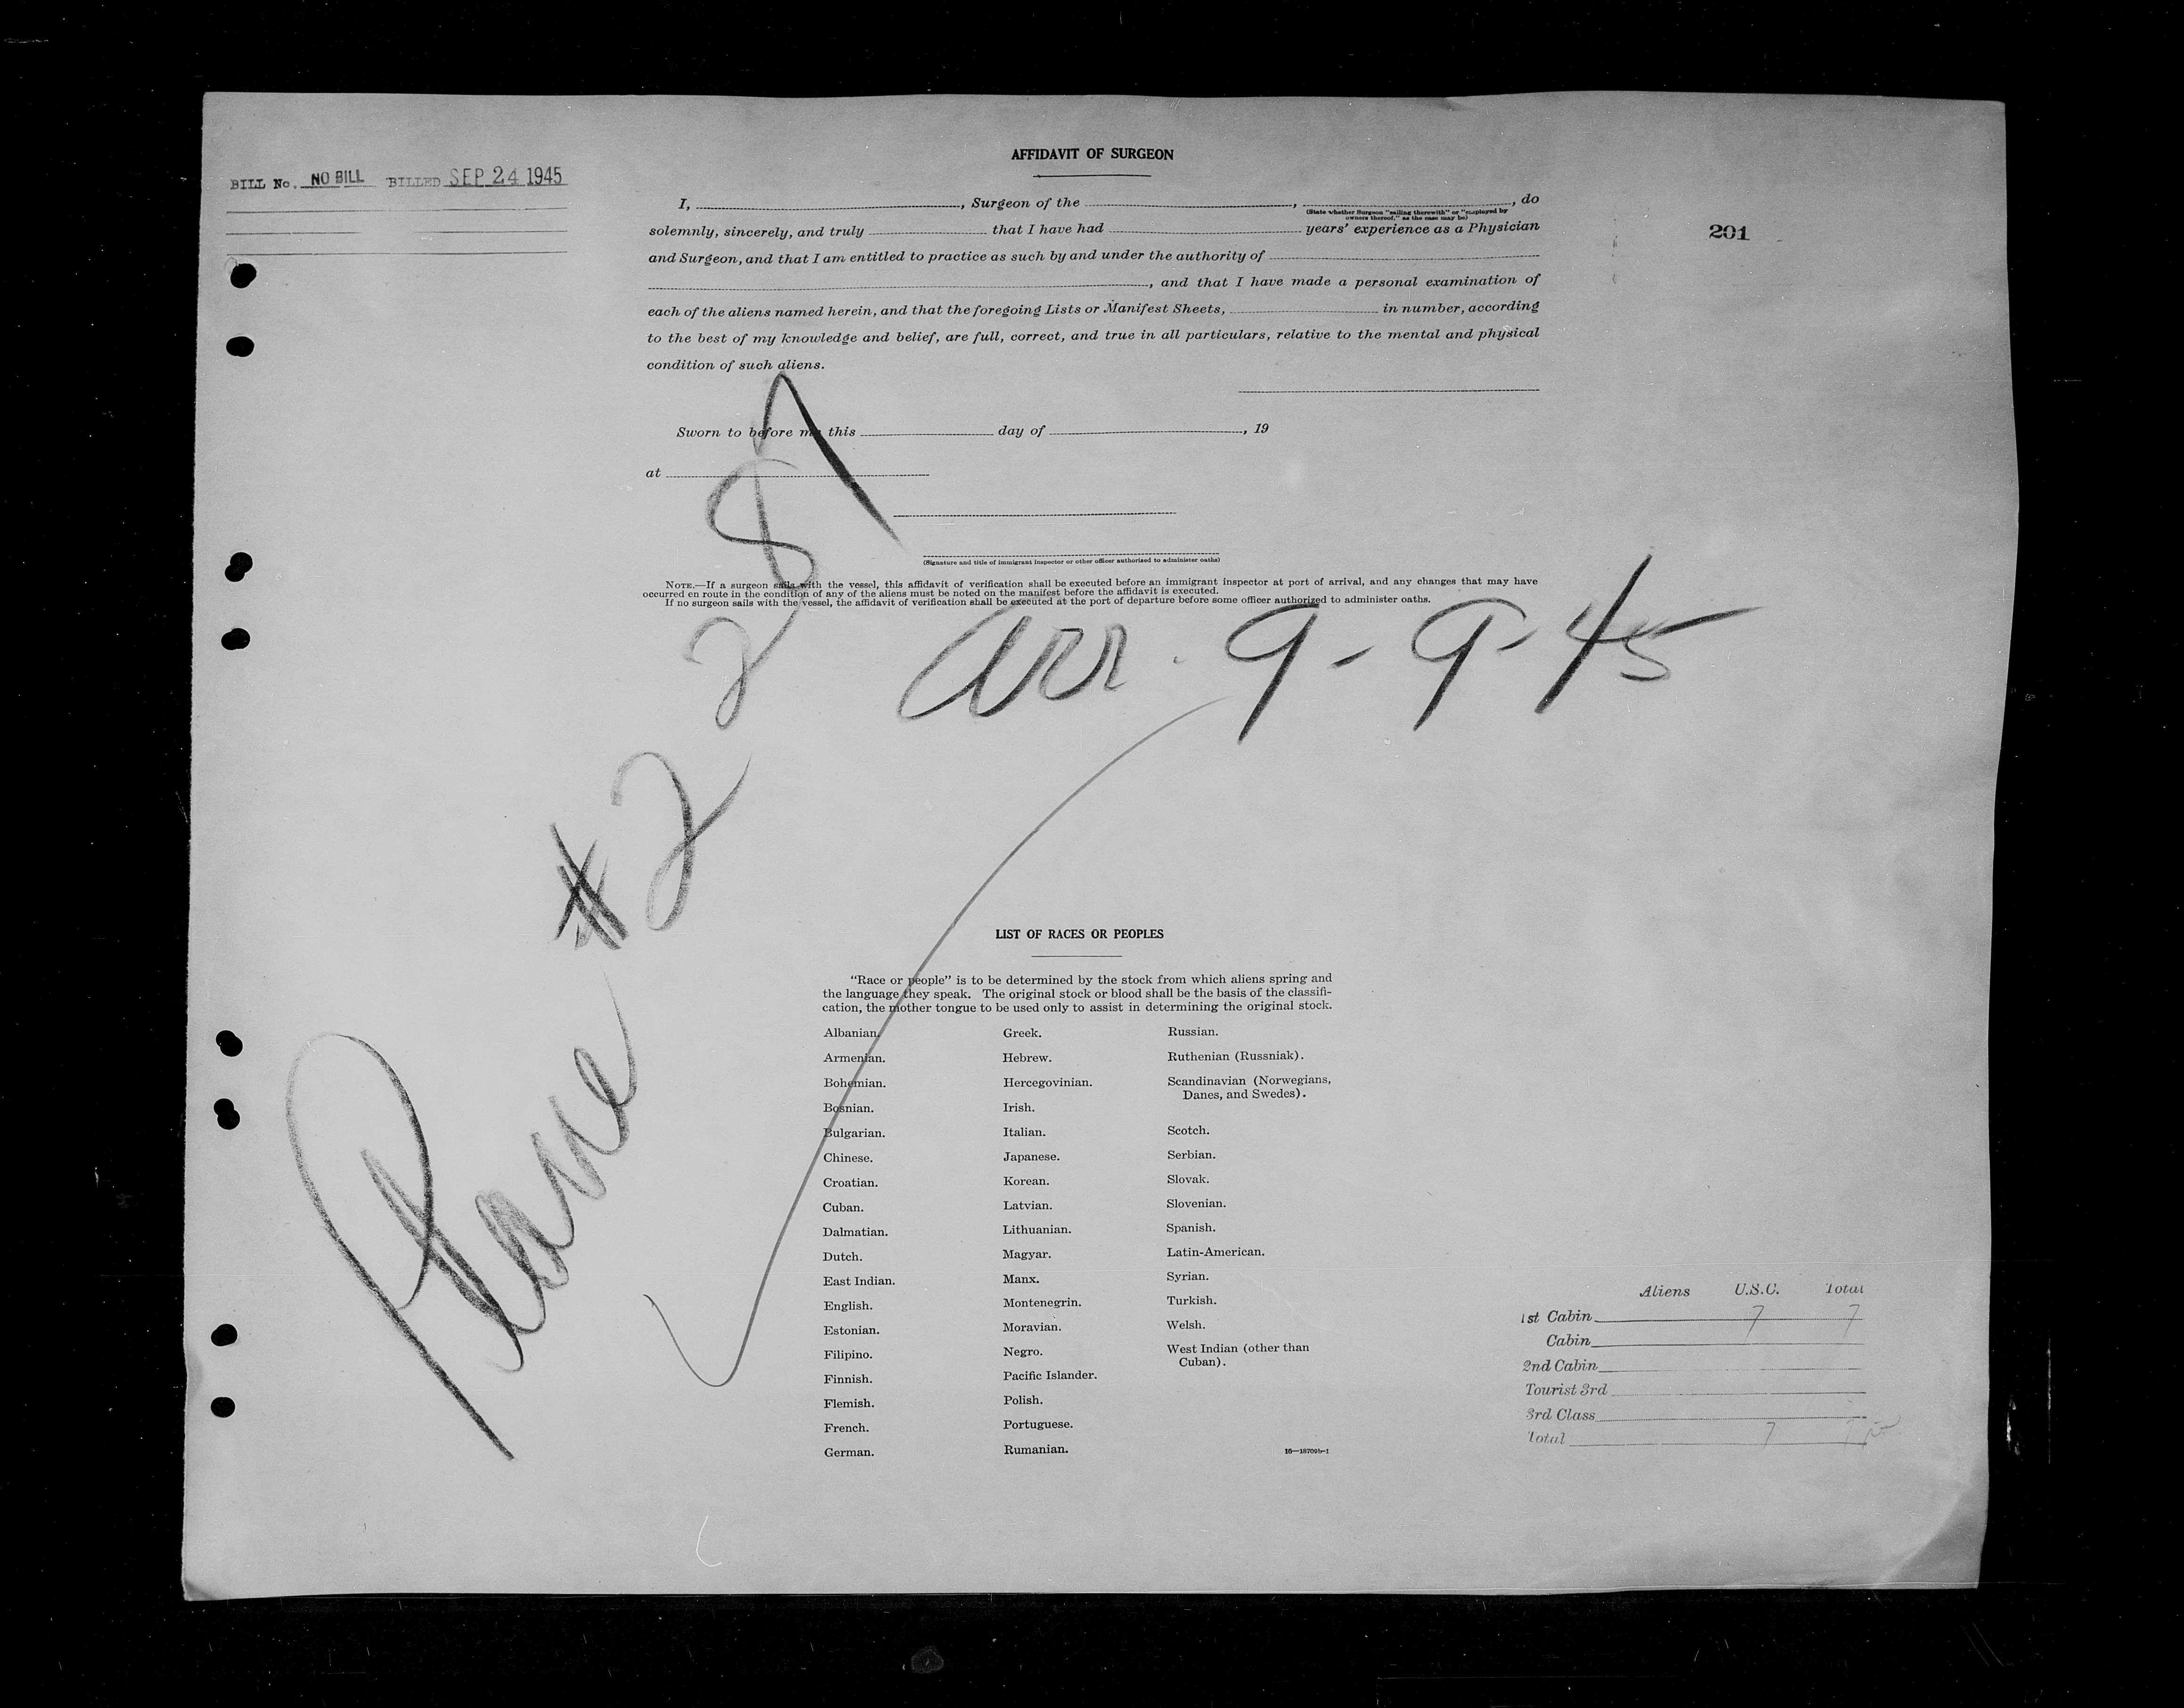 AFFIDAVIT OF SURGEON
BILL No. NO BILL BILLED SEP 24 1945
I, , Surgeon of the , , do
(State whether Surgeon "sailing therewith" or "employed by
owners thereof," as the case may be)
201
solemnly, sincerely, and truly that I have had years' experience as a Physician
and Surgeon, and that I am entitled to practice as such by and under the authority of
, and that I have made a personal examination of
each of the aliens named herein, and that the foregoing Lists or Manifest Sheets, in number, according
to the best of my knowledge and belief, are full, correct, and true in all particulars, relative to the mental and physical
condition of such aliens.
Sworn to before me this day of , 19
at
(Signature and title of immigrant inspector or other officer authorized to administer oaths)
NOTE.—If a surgeon sails with the vessel, this affidavit of verification shall be executed before an immigrant inspector at port of arrival, and any changes that may have
occurred en route in the condition of any of the aliens must be noted on the manifest before the affidavit is executed.
If no surgeon sails with the vessel, the affidavit of verification shall be executed at the port of departure before some officer authorized to administer oaths.
arr. 9-9-45
Plane #2287
LIST OF RACES OR PEOPLES
"Race or people" is to be determined by the stock from which aliens spring and
the language they speak. The original stock or blood shall be the basis of the classifi-
cation, the mother tongue to be used only to assist in determining the original stock.
Albanian.
Armenian.
Bohemian.
Bosnian.
Bulgarian.
Chinese.
Croatian.
Cuban.
Dalmatian.
Dutch.
East Indian.
English.
Estonian.
Filipino.
Finnish.
Flemish.
French.
German.
Greek.
Hebrew.
Hercegovinian.
Irish.
Italian.
Japanese.
Korean.
Latvian.
Lithuanian.
Magyar.
Manx.
Montenegrin.
Moravian.
Negro.
Pacific Islander.
Polish.
Portuguese.
Rumanian.
Russian.
Ruthenian (Russniak).
Scandinavian (Norwegians,
Danes, and Swedes).
Scotch.
Serbian.
Slovak.
Slovenian.
Spanish.
Latin-American.
Syrian.
Turkish.
Welsh.
West Indian (other than
Cuban).
16—18709b-1
Aliens U.S.C. Total
1st Cabin 7 7
Cabin
2nd Cabin
Tourist 3rd
3rd Class
Total 7